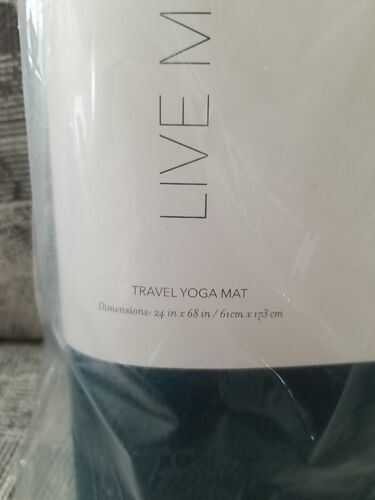 LIVE M
TRAVEL YOGA MAT
Dimensions: 24 in x 68 in / 61cm x 173 cm